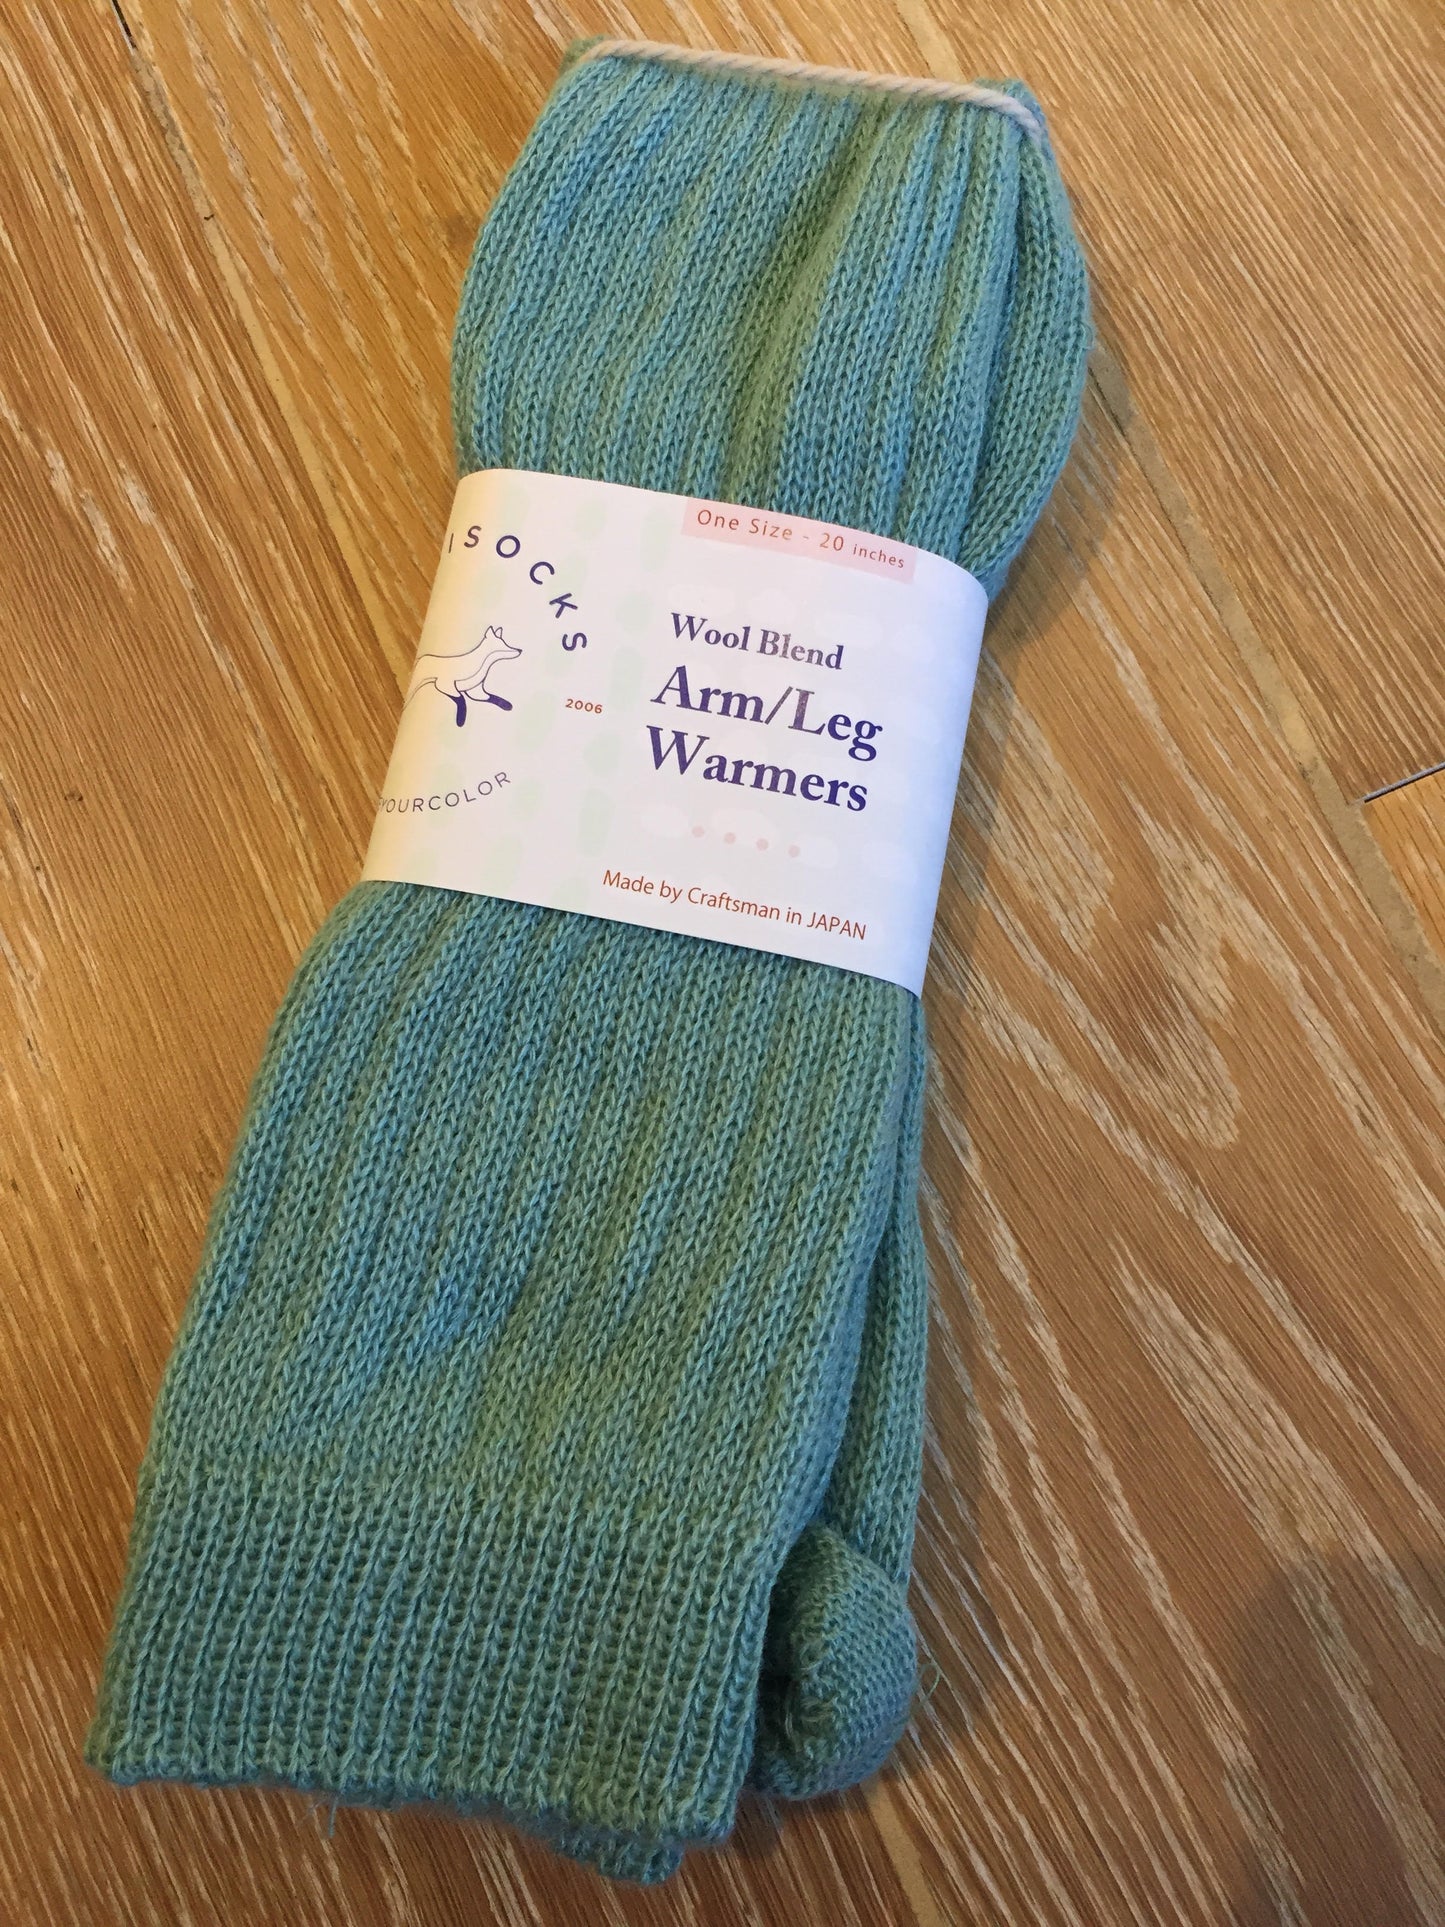 ISOCKS
2006
YOURCOLOR
One Size - 20 inches
Wool Blend
Arm/Leg
Warmers
Made by Craftsman in JAPAN